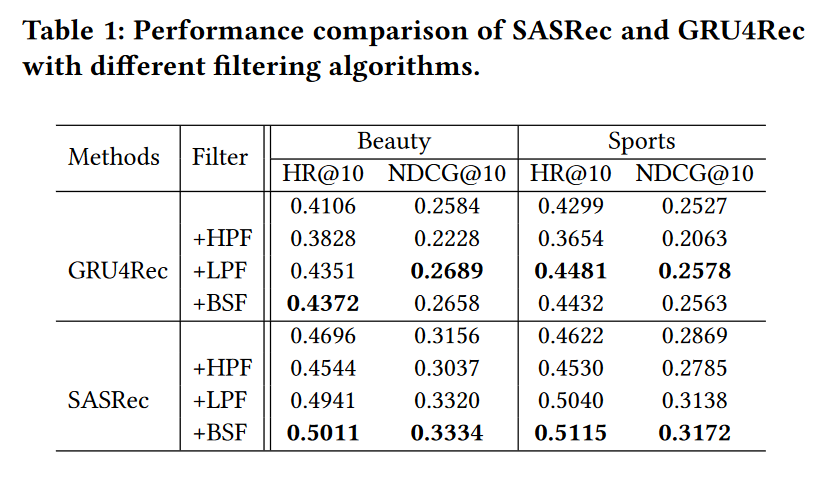 Table 1: Performance comparison of SASRec and GRU4Rec
with different filtering algorithms.
Methods Filter Beauty Sports
HR@10 NDCG@10 HR@10 NDCG@10
GRU4Rec
0.4106 0.2584 0.4299 0.2527
+HPF 0.3828 0.2228 0.3654 0.2063
+LPF 0.4351 0.2689 0.4481 0.2578
+BSF 0.4372 0.2658 0.4432 0.2563
SASRec
0.4696 0.3156 0.4622 0.2869
+HPF 0.4544 0.3037 0.4530 0.2785
+LPF 0.4941 0.3320 0.5040 0.3138
+BSF 0.5011 0.3334 0.5115 0.3172